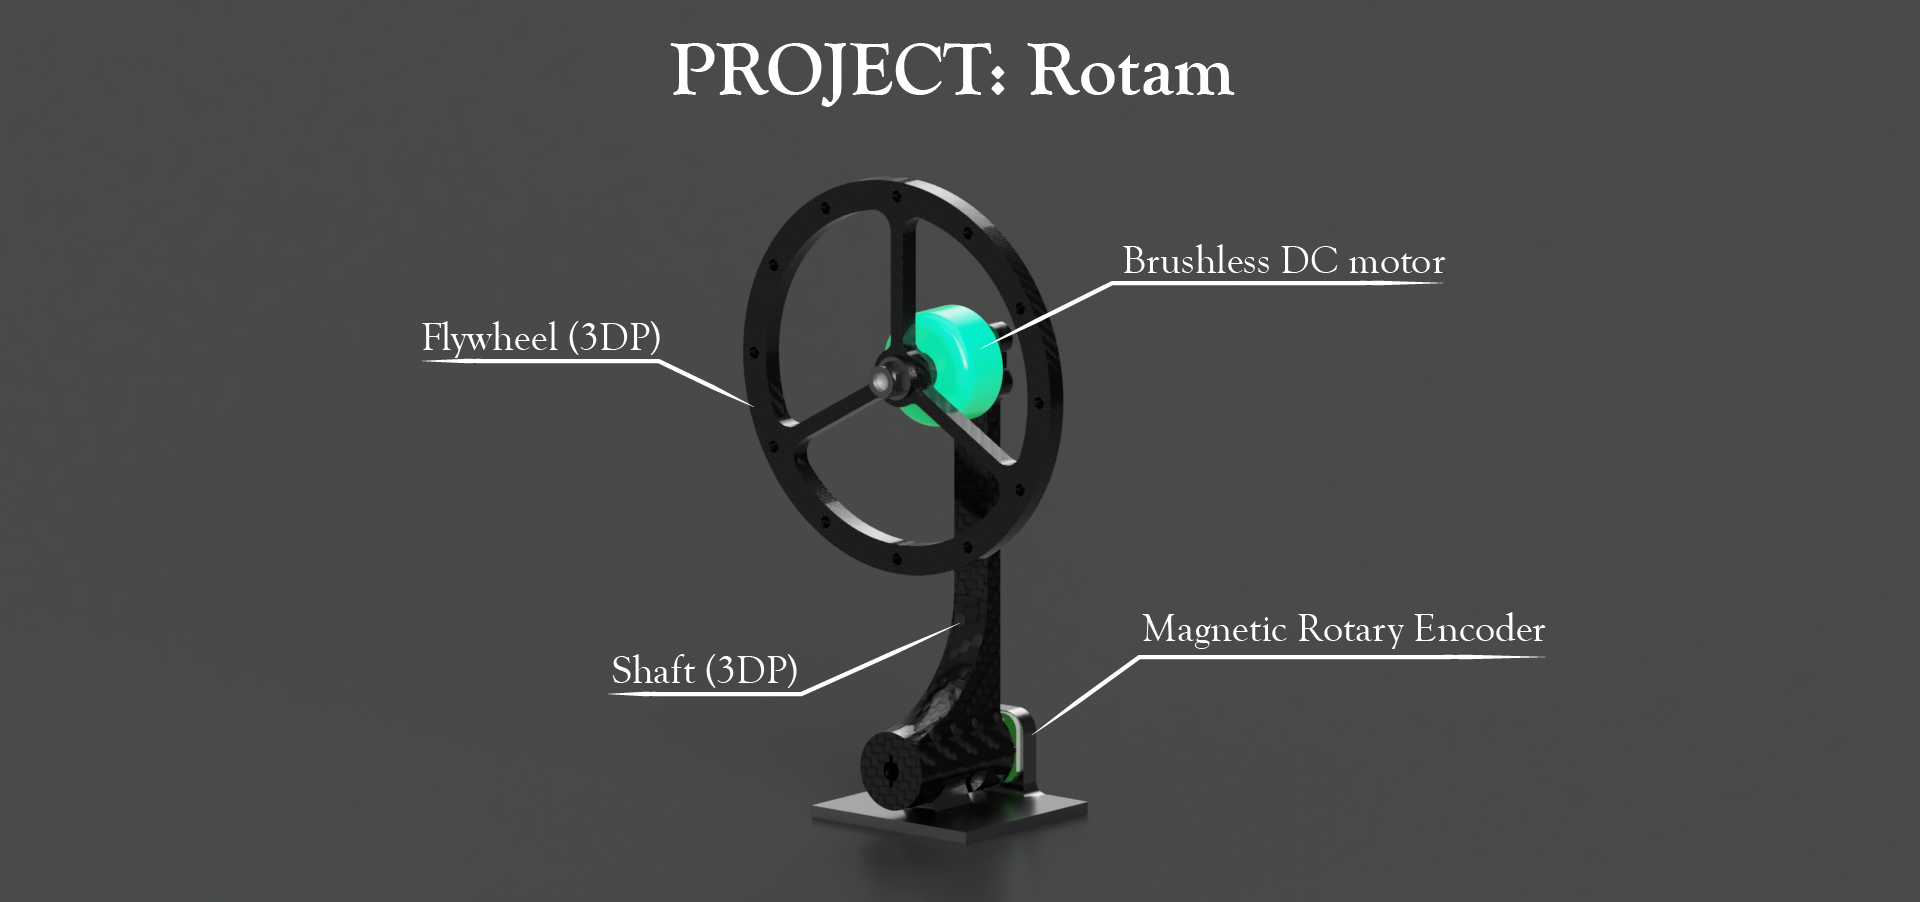 PROJECT: Rotam
Brushless DC motor
Flywheel (3DP)
Magnetic Rotary Encoder
Shaft (3DP)